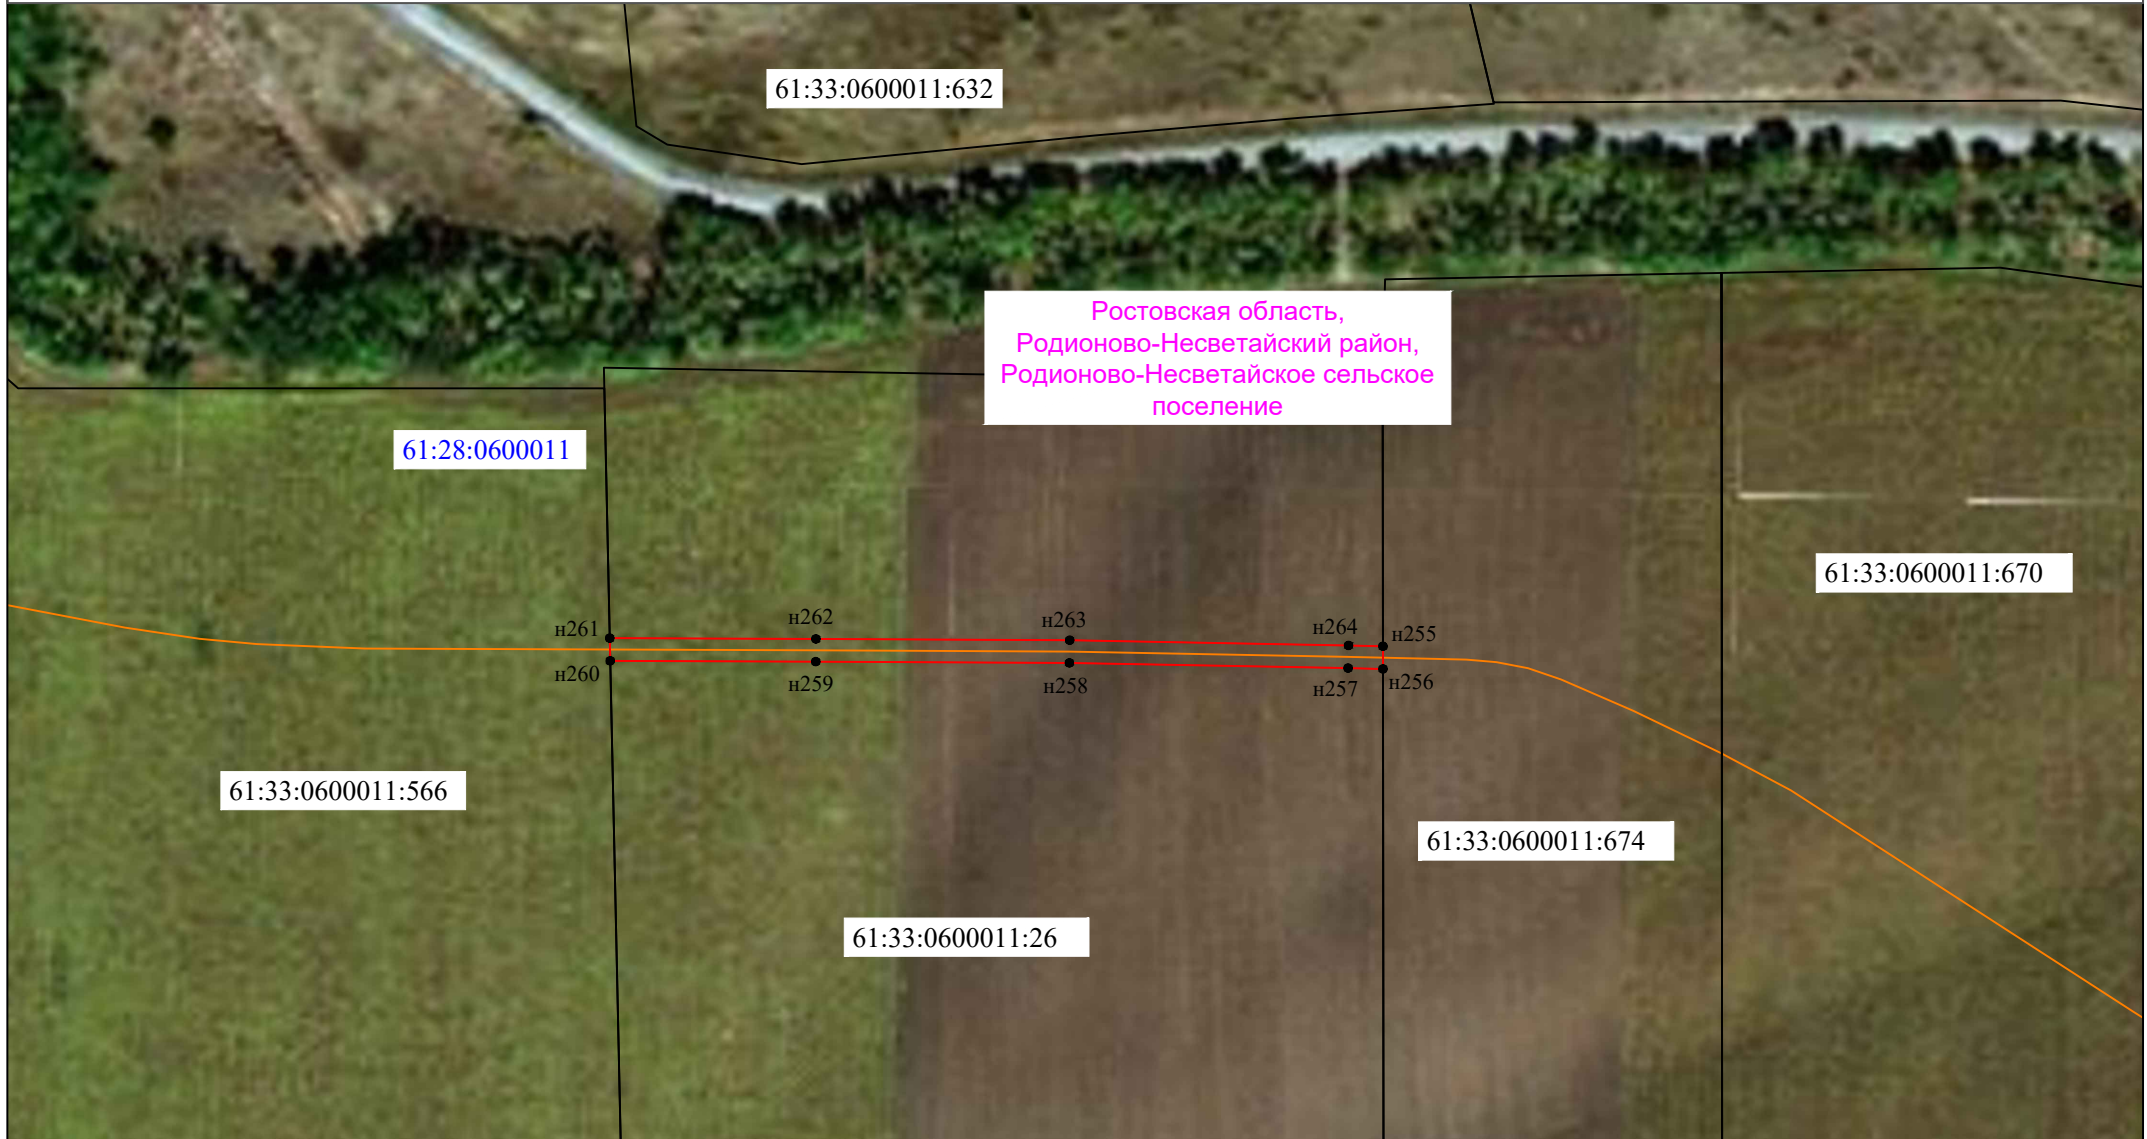 61:33:0600011:632
Ростовская область,
Родионово-Несветайский район,
Родионово-Несветайское сельское
поселение
61:28:0600011
61:33:0600011:670
н261
н262
н263
н264
н255
н260
н259
н258
н257
н256
61:33:0600011:566
61:33:0600011:674
61:33:0600011:26